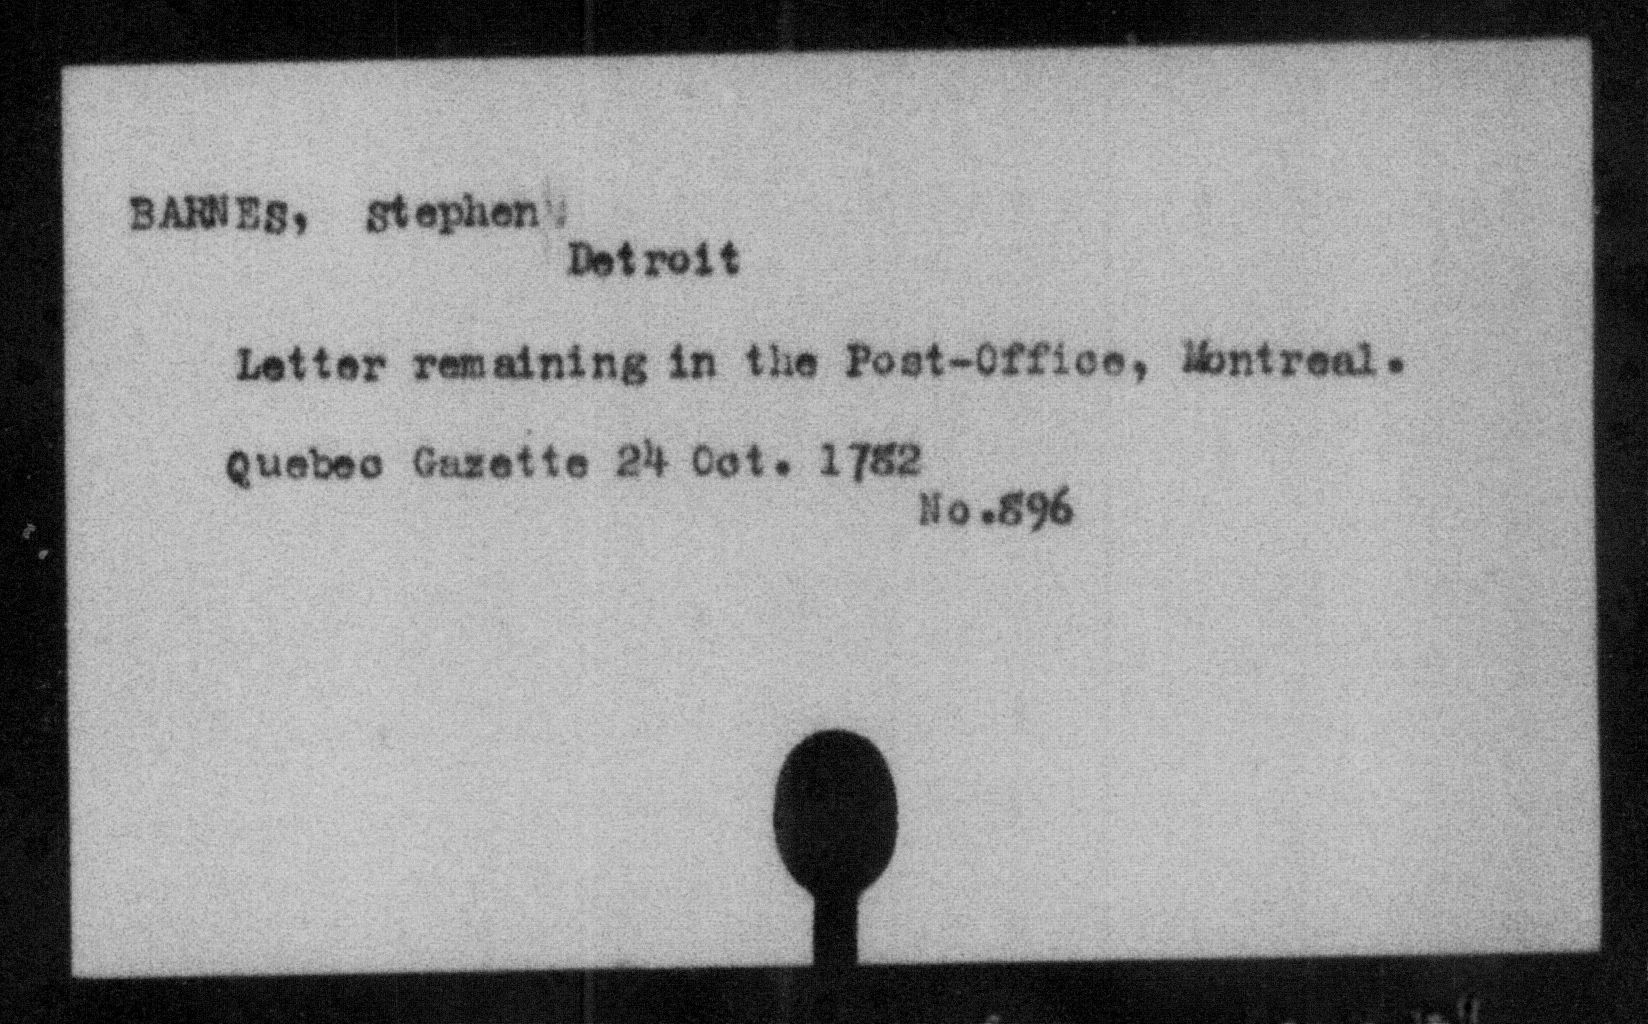 BARNES, Stephen
Detroit
Letter remaining in the Post-Office, Montreal.
Quebec Gazette 24 Oct. 1782
No.896